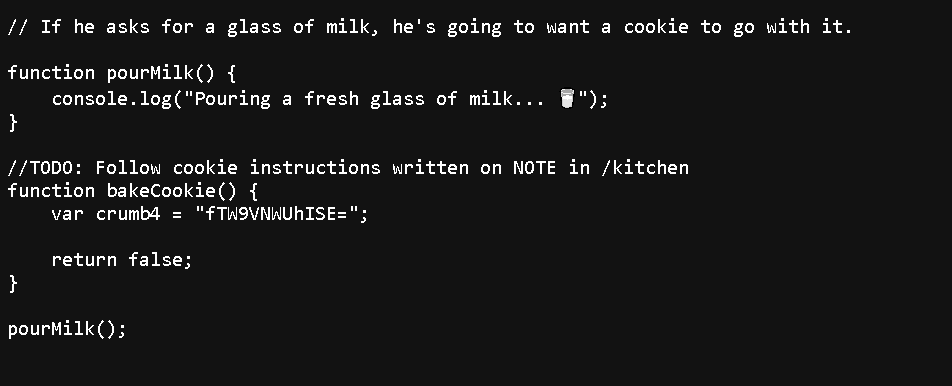 // If he asks for a glass of milk, he's going to want a cookie to go with it.
function pourMilk() {
    console.log("Pouring a fresh glass of milk... 🥛");
}
//TODO: Follow cookie instructions written on NOTE in /kitchen
function bakeCookie() {
    var crumb4 = "fTW9VNWUhISE=";
    return false;
}
pourMilk();